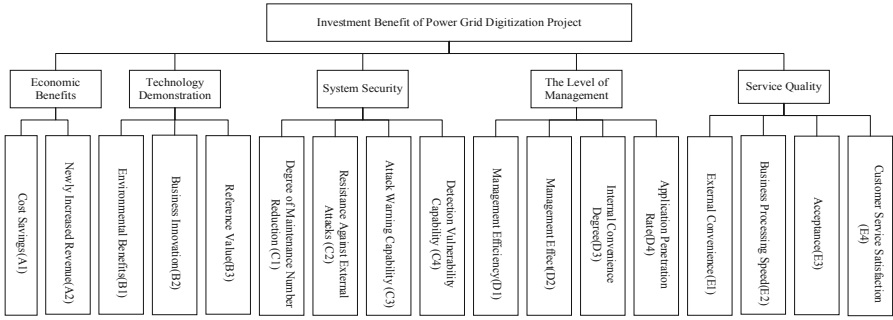 Investment Benefit of Power Grid Digitization Project
Economic
Benefits
Technology
Demonstration
System Security
The Level of
Management
Service Quality
Cost Savings(A1)
Newly Increased Revenue(A2)
Environmental Benefits(B1)
Business Innovation(B2)
Reference Value(B3)
Degree of Maintenance Number
Reduction (C1)
Resistance Against External
Attacks (C2)
Attack Warning Capability (C3)
Detection Vulnerability
Capability (C4)
Management Efficiency(D1)
Management Effect(D2)
Internal Convenience
Degree(D3)
Application Penetration
Rate(D4)
External Convenience(E1)
Business Processing Speed(E2)
Acceptance(E3)
Customer Service Satisfaction
(E4)